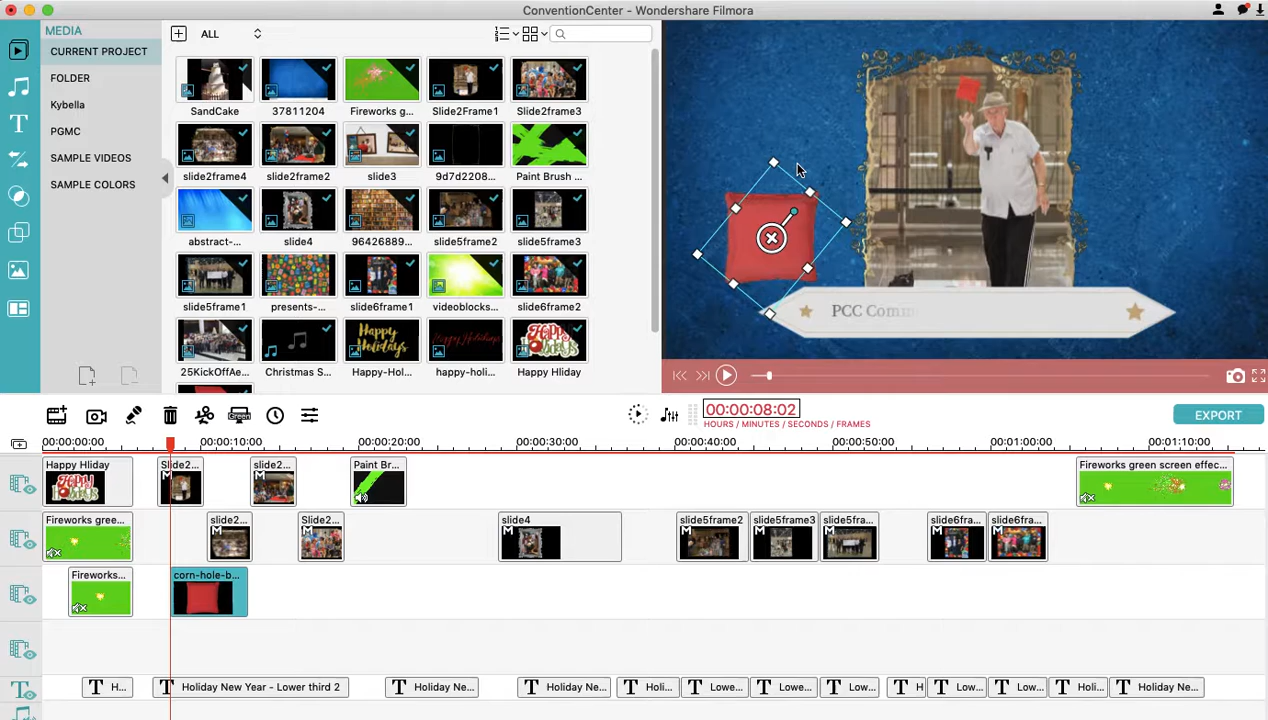 ConventionCenter - Wondershare Filmora
MEDIA
CURRENT PROJECT
FOLDER
Kybella
PGMC
SAMPLE VIDEOS
SAMPLE COLORS
ALL
SandCake 37811204 Fireworks g... Slide2Frame1 Slide2frame3
slide2frame4 slide2frame2 slide3 9d7d2208... Paint Brush ...
abstract-... slide4 96426889... slide5frame2 slide5frame3
slide5frame1 presents-... slide6frame1 videoblocks... slide6frame2
25KickOffAe... Christmas S... Happy-Hol... happy-holi... Happy Hliday
PCC Comm
00:00:08:02
HOURS / MINUTES / SECONDS / FRAMES
Green
EXPORT
00:00:00:00 00:00:10:00 00:00:20:00 00:00:30:00 00:00:40:00 00:00:50:00 00:01:00:00 00:01:10:00
Happy Hliday Slide2... slide2... Paint Br... Fireworks green screen effec...
Fireworks gree... slide2... Slide2... slide4 slide5frame2 slide5frame3 slide5fra... slide6fra... slide6fra...
Fireworks... corn-hole-b...
T H... T Holiday New Year - Lower third 2 T Holiday Ne... T Holiday Ne... T Holi... T Lowe... T Lowe... T Low... T H T Low... T Low... T Holi... T Holiday Ne...